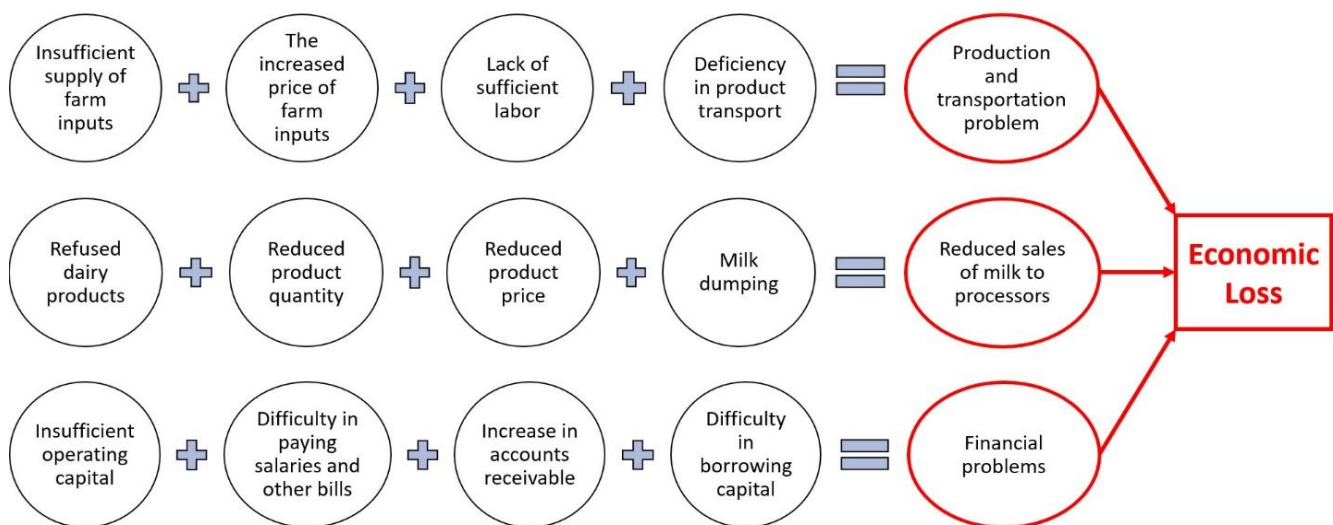 Insufficient
supply of
farm
inputs
The
increased
price of
farm
inputs
Lack of
sufficient
labor
Deficiency
in product
transport
Production
and
transportation
problem
Refused
dairy
products
Reduced
product
quantity
Reduced
product
price
Milk
dumping
Reduced sales
of milk to
processors
Economic
Loss
Insufficient
operating
capital
Difficulty in
paying
salaries and
other bills
Increase in
accounts
receivable
Difficulty
in
borrowing
capital
Financial
problems